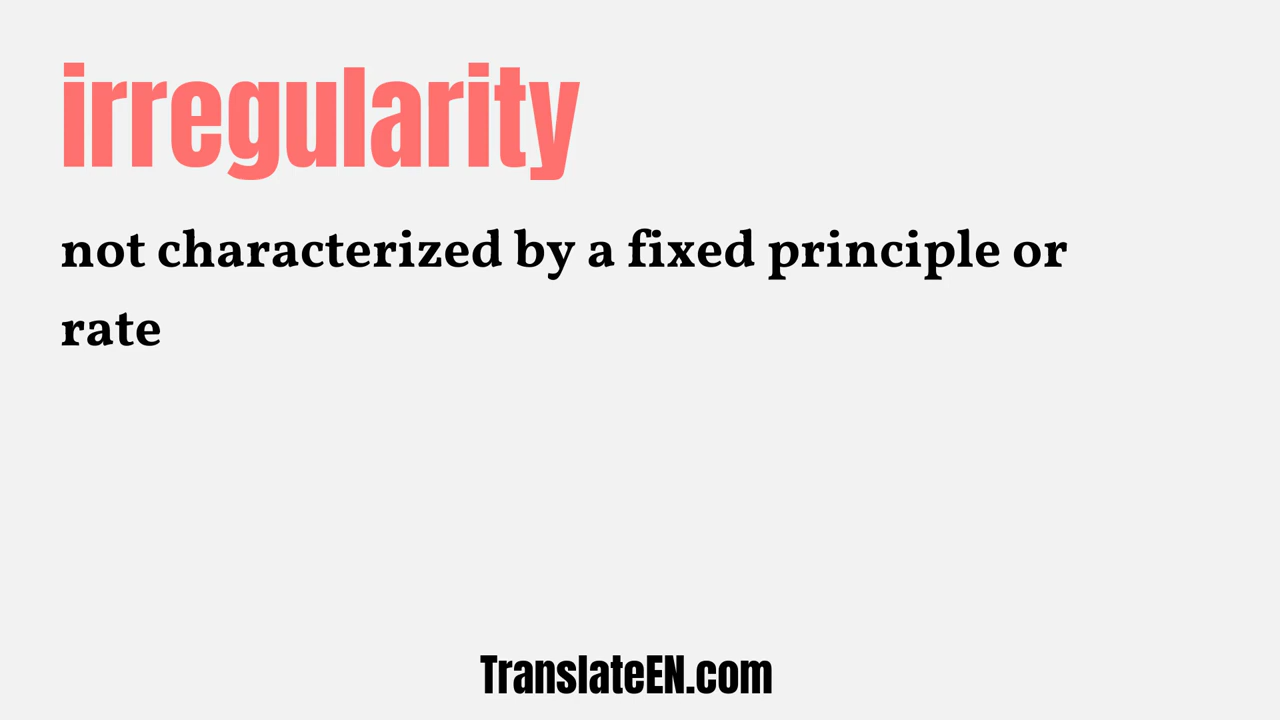 irregularity
not characterized by a fixed principle or
rate
TranslateEN.com